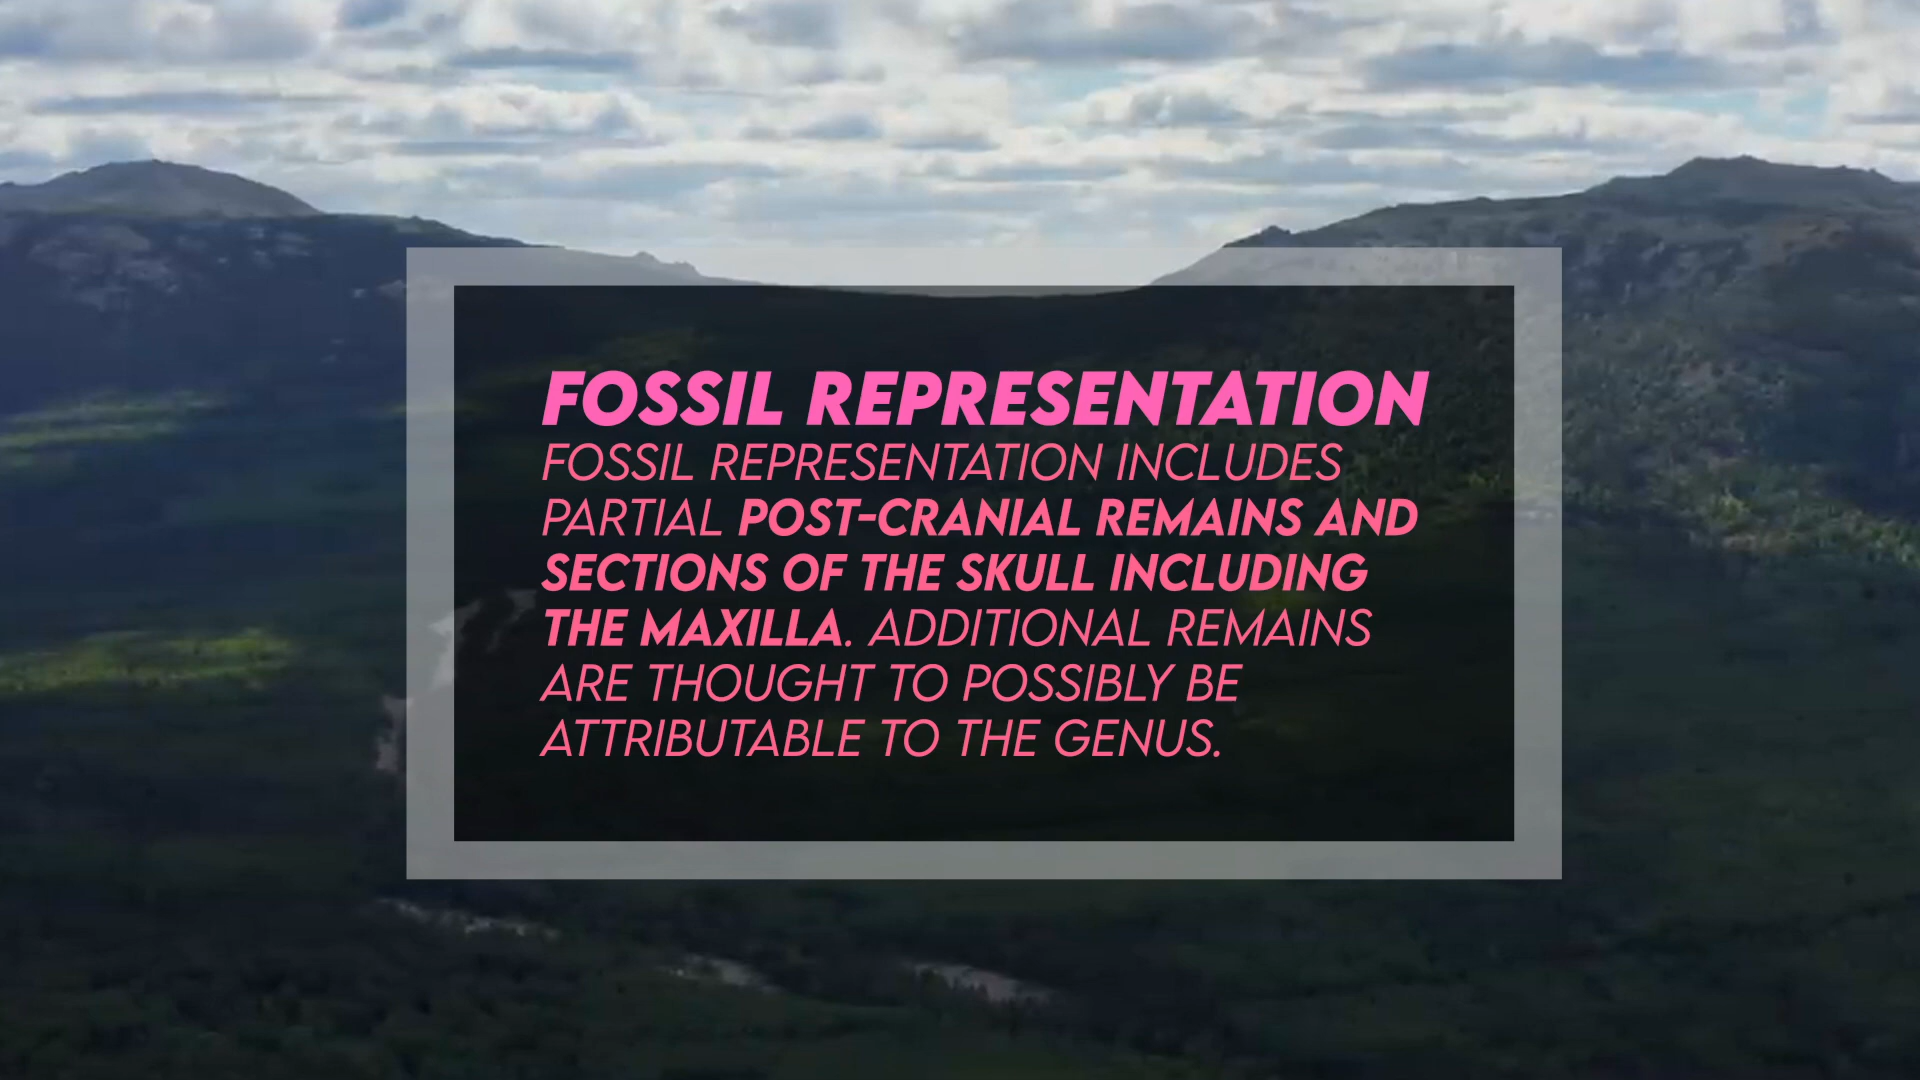 FOSSIL REPRESENTATION
FOSSIL REPRESENTATION INCLUDES
PARTIAL POST-CRANIAL REMAINS AND
SECTIONS OF THE SKULL INCLUDING
THE MAXILLA. ADDITIONAL REMAINS
ARE THOUGHT TO POSSIBLY BE
ATTRIBUTABLE TO THE GENUS.